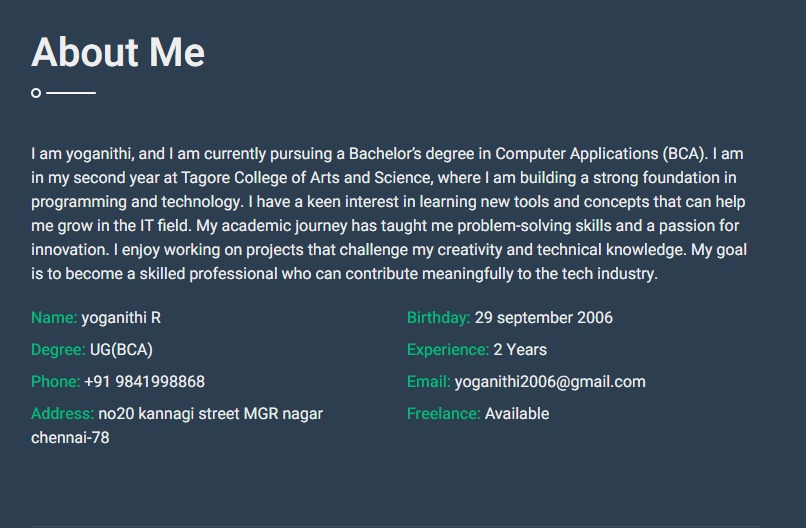 About Me
I am yoganithi, and I am currently pursuing a Bachelor’s degree in Computer Applications (BCA). I am
in my second year at Tagore College of Arts and Science, where I am building a strong foundation in
programming and technology. I have a keen interest in learning new tools and concepts that can help
me grow in the IT field. My academic journey has taught me problem-solving skills and a passion for
innovation. I enjoy working on projects that challenge my creativity and technical knowledge. My goal
is to become a skilled professional who can contribute meaningfully to the tech industry.
Name: yoganithi R
Birthday: 29 september 2006
Degree: UG(BCA)
Experience: 2 Years
Phone: +91 9841998868
Email: yoganithi2006@gmail.com
Address: no20 kannagi street MGR nagar
chennai-78
Freelance: Available